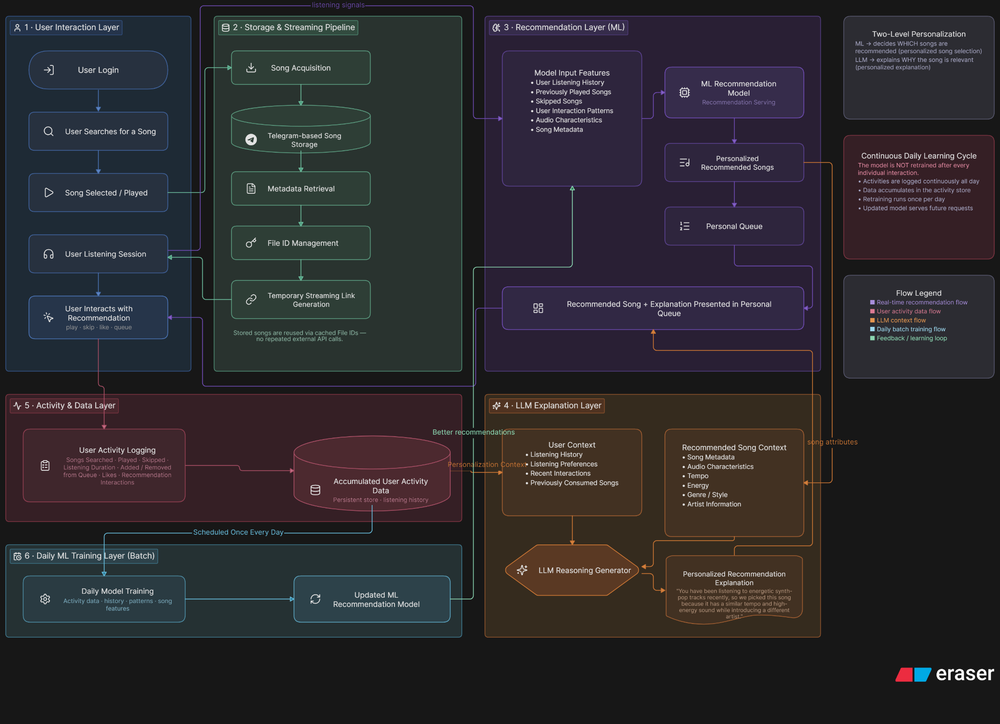 listening signals
1 · User Interaction Layer
User Login
User Searches for a Song
Song Selected / Played
User Listening Session
User Interacts with
Recommendation
play · skip · like · queue
2 · Storage & Streaming Pipeline
Song Acquisition
Telegram-based Song
Storage
Metadata Retrieval
File ID Management
Temporary Streaming Link
Generation
Stored songs are reused via cached File IDs —
no repeated external API calls.
3 · Recommendation Layer (ML)
Model Input Features
• User Listening History
• Previously Played Songs
• Skipped Songs
• User Interaction Patterns
• Audio Characteristics
• Song Metadata
ML Recommendation
Model
Recommendation Serving
Personalized
Recommended Songs
Personal Queue
Recommended Song + Explanation Presented in Personal
Queue
Two-Level Personalization
ML → decides WHICH songs are
recommended (personalized song selection)
LLM → explains WHY the song is relevant
(personalized explanation)
Continuous Daily Learning Cycle
The model is NOT retrained after every
individual interaction.
• Activities are logged continuously all day
• Data accumulates in the activity store
• Retraining runs once per day
• Updated model serves future requests
Flow Legend
Real-time recommendation flow
User activity data flow
LLM context flow
Daily batch training flow
Feedback / learning loop
5 · Activity & Data Layer
User Activity Logging
Songs Searched · Played · Skipped ·
Listening Duration · Added / Removed
from Queue · Likes · Recommendation
Interactions
Accumulated User Activity
Data
Persistent store · listening history
Better recommendations
Personalization Context
4 · LLM Explanation Layer
User Context
• Listening History
• Listening Preferences
• Recent Interactions
• Previously Consumed Songs
Recommended Song Context
• Song Metadata
• Audio Characteristics
• Tempo
• Energy
• Genre / Style
• Artist Information
song attributes
LLM Reasoning Generator
Personalized Recommendation
Explanation
"You have been listening to energetic synth-
pop tracks recently, so we picked this song
because it has a similar tempo and high-
energy sound while introducing a different
artist."
Scheduled Once Every Day
6 · Daily ML Training Layer (Batch)
Daily Model Training
Activity data · history · patterns · song
features
Updated ML
Recommendation Model
eraser